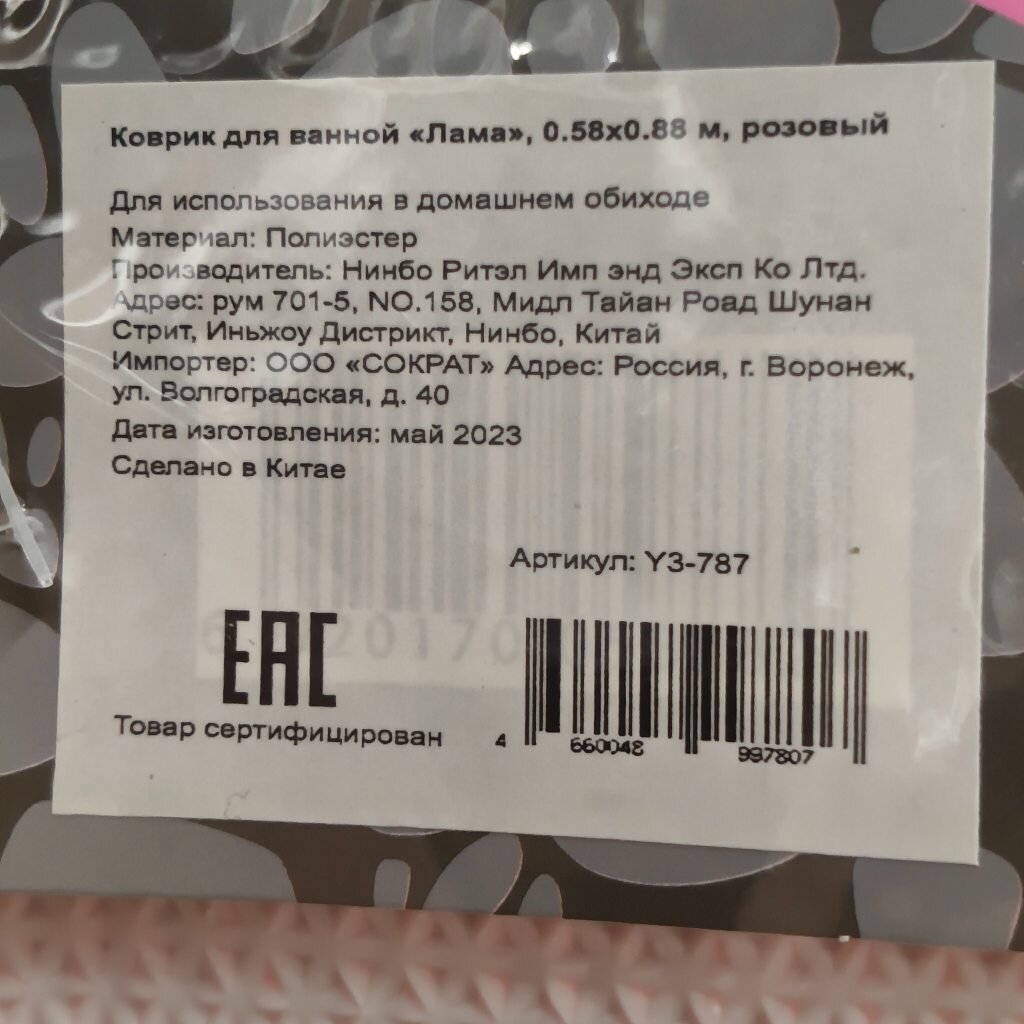 Коврик для ванной «Лама», 0.58x0.88 м, розовый
Для использования в домашнем обиходе
Материал: Полиэстер
Производитель: Нинбо Ритэл Имп энд Эксп Ко Лтд.
Адрес: рум 701-5, NO.158, Мидл Тайан Роад Шунан
Стрит, Иньжоу Дистрикт, Нинбо, Китай
Импортер: ООО «СОКРАТ» Адрес: Россия, г. Воронеж,
ул. Волгоградская, д. 40
Дата изготовления: май 2023
Сделано в Китае
Артикул: Y3-787
EAC
Товар сертифицирован
4 660048 997807